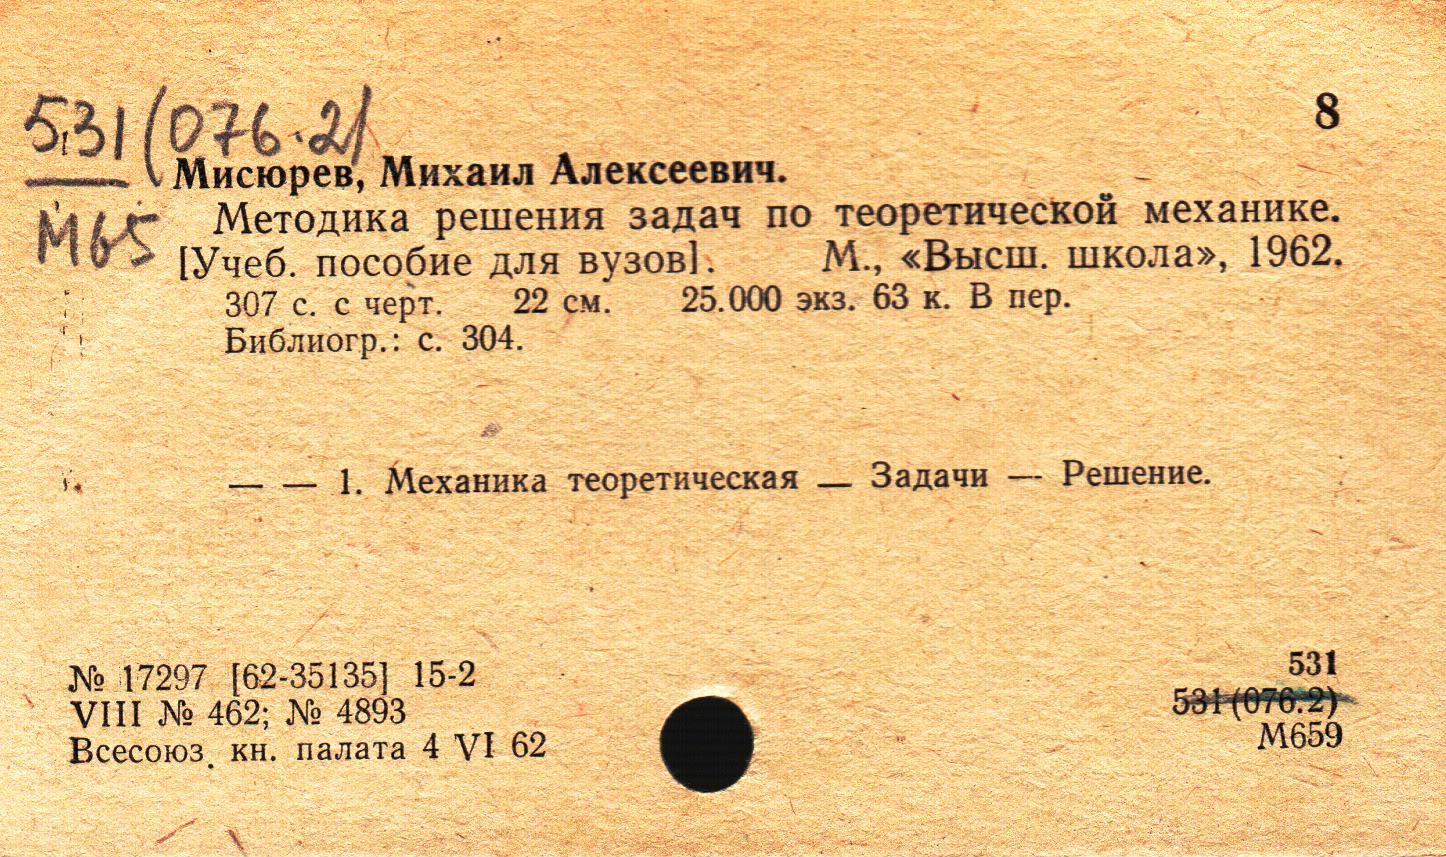 531(076.2)
М65
8
Мисюрев, Михаил Алексеевич.
Методика решения задач по теоретической механике.
[Учеб. пособие для вузов]. М., «Высш. школа», 1962.
307 с. с черт. 22 см. 25.000 экз. 63 к. В пер.
Библиогр.: с. 304.
— — 1. Механика теоретическая — Задачи — Решение.
№ 17297 [62-35135] 15-2
VIII № 462; № 4893
Всесоюз. кн. палата 4 VI 62
531
531(076.2)
М659